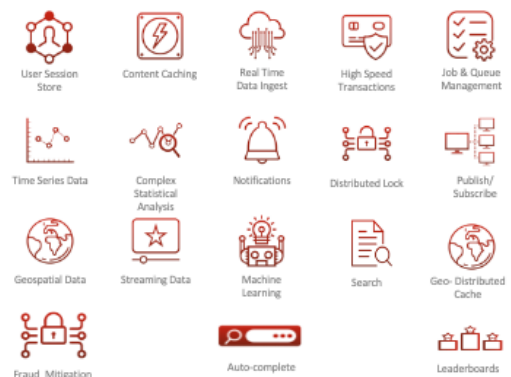 User Session
Store
Content Caching
Real Time
Data Ingest
High Speed
Transactions
Job & Queue
Management
Time Series Data
Complex
Statistical
Analysis
Notifications
Distributed Lock
Publish/
Subscribe
Geospatial Data
Streaming Data
Machine
Learning
Search
Geo- Distributed
Cache
Fraud Mitigation
Auto-complete
Leaderboards